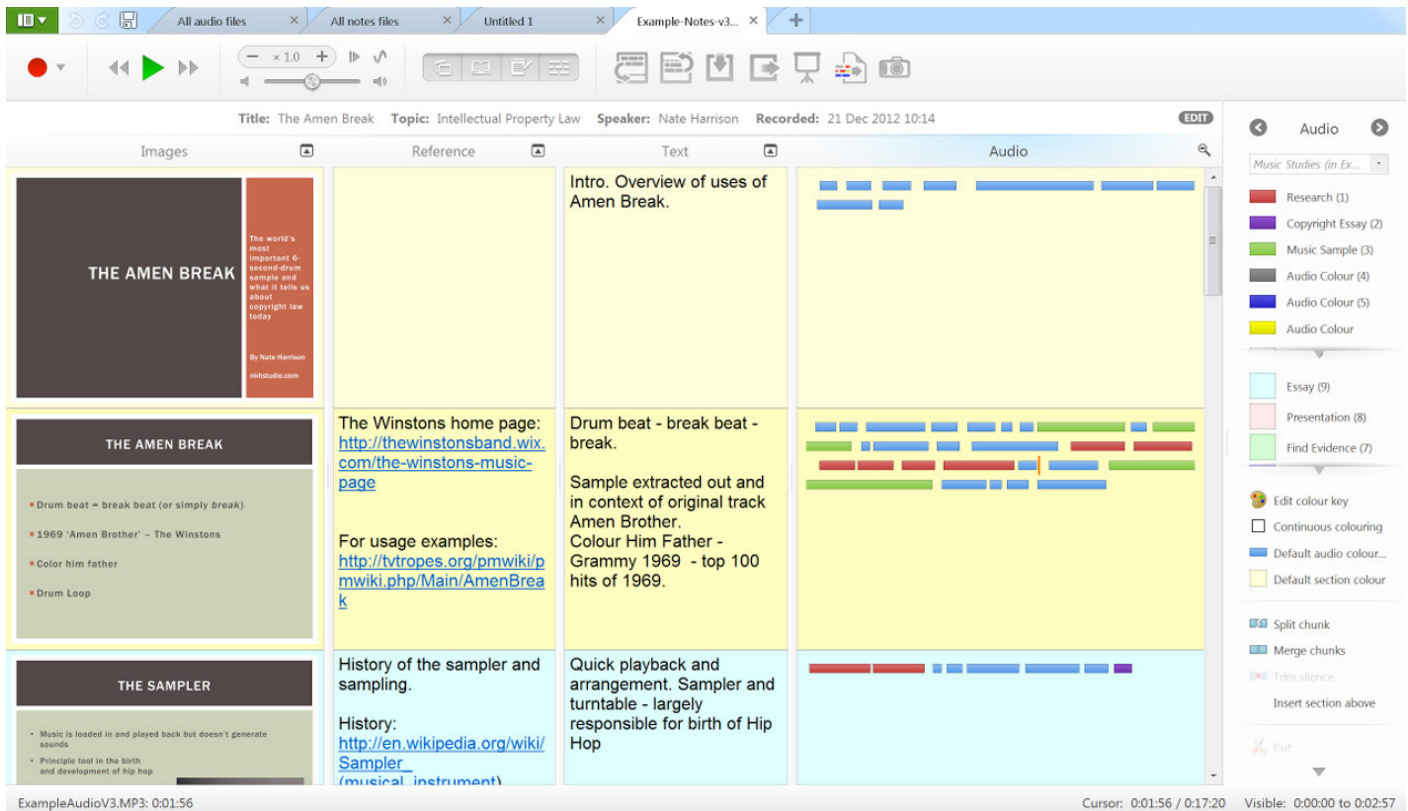 All audio files
All notes files
Untitled 1
Example-Notes-v3...
× 1.0
Title: The Amen Break Topic: Intellectual Property Law Speaker: Nate Harrison Recorded: 21 Dec 2012 10:14
EDIT
Images
Reference
Text
Audio
THE AMEN BREAK
The world's
most
important 6-
second-drum
sample and
what it tells us
about
copyright law
today
By Nate Harrison
nkhstudio.com
Intro. Overview of uses of
Amen Break.
THE AMEN BREAK
Drum beat = break beat (or simply break)
1969 'Amen Brother' – The Winstons
Color him father
Drum Loop
The Winstons home page:
http://thewinstonsband.wix.
com/the-winstons-music-
page
For usage examples:
http://tvtropes.org/pmwiki/p
mwiki.php/Main/AmenBrea
k
Drum beat - break beat -
break.
Sample extracted out and
in context of original track
Amen Brother.
Colour Him Father -
Grammy 1969 - top 100
hits of 1969.
THE SAMPLER
• Music is loaded in and played back but doesn't generate
sounds
• Principle tool in the birth
and development of hip hop
History of the sampler and
sampling.
History:
http://en.wikipedia.org/wiki/
Sampler_
(musical_instrument)
Quick playback and
arrangement. Sampler and
turntable - largely
responsible for birth of Hip
Hop
Audio
Music Studies (in Ex...
Research (1)
Copyright Essay (2)
Music Sample (3)
Audio Colour (4)
Audio Colour (5)
Audio Colour
Essay (9)
Presentation (8)
Find Evidence (7)
Edit colour key
Continuous colouring
Default audio colour...
Default section colour
Split chunk
Merge chunks
Trim silence
Insert section above
Cut
ExampleAudioV3.MP3: 0:01:56
Cursor: 0:01:56 / 0:17:20 Visible: 0:00:00 to 0:02:57